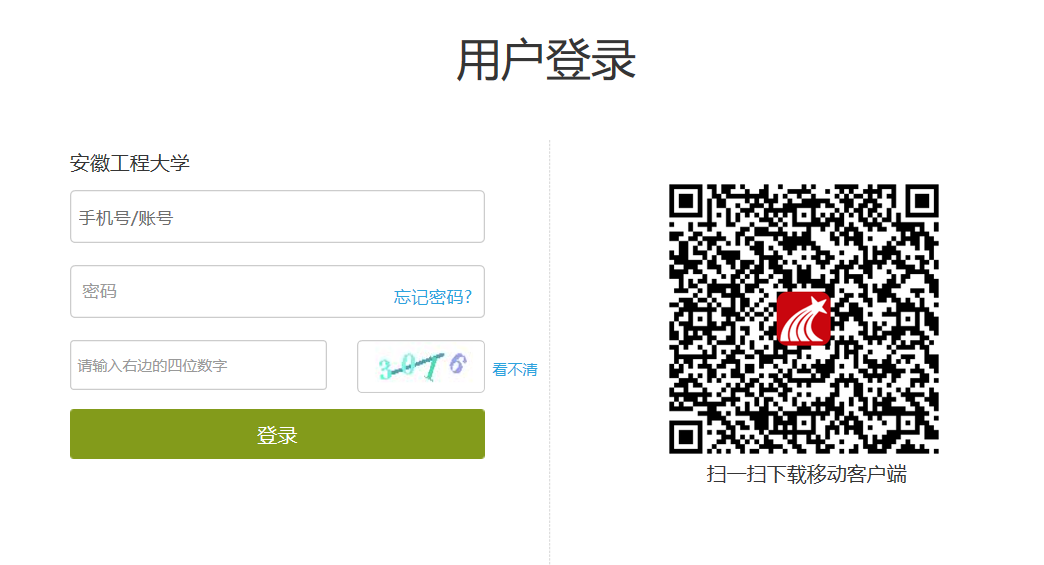 用户登录
安徽工程大学
手机号/账号
密码
忘记密码?
请输入右边的四位数字
看不清
登录
扫一扫下载移动客户端